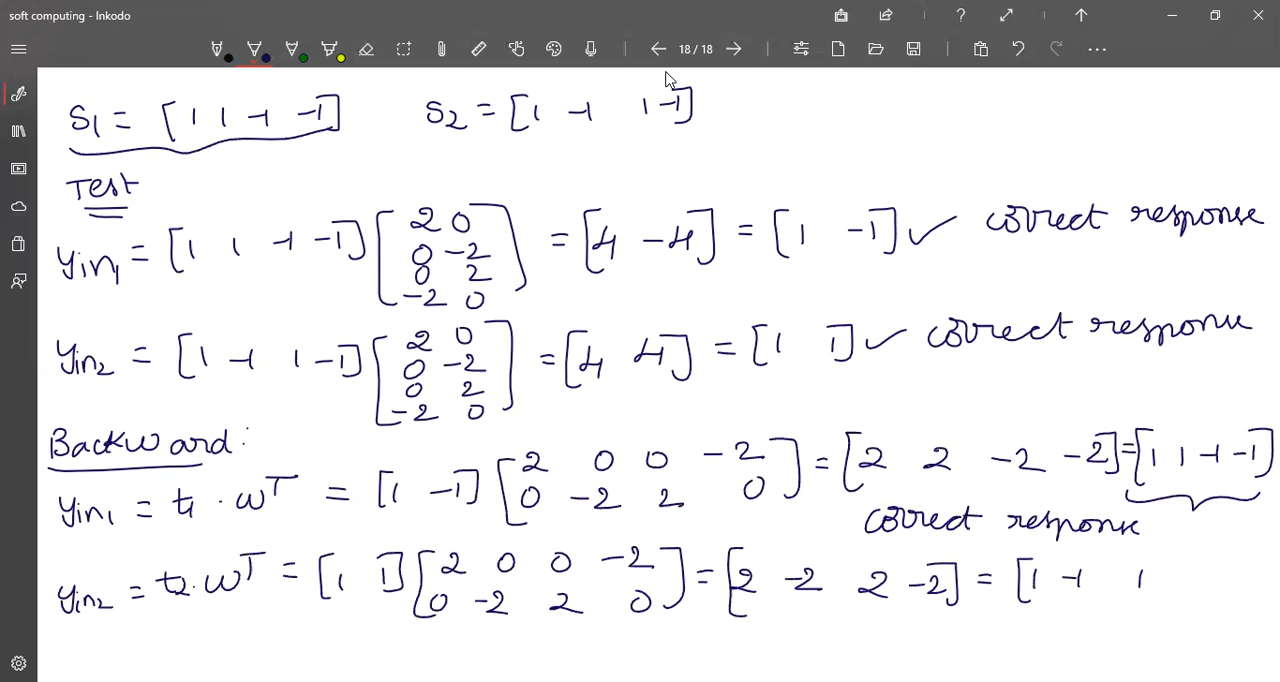 soft computing - Inkodo
18 / 18
S1 = [1 1 -1 -1] S2 = [1 -1 1 -1]
Test
yin1 = [1 1 -1 -1] [2 0; 0 -2; 0 2; -2 0] = [4 -4] = [1 -1] ✓ correct response
yin2 = [1 -1 1 -1] [2 0; 0 -2; 0 2; -2 0] = [4 4] = [1 1] ✓ correct response
Backward :
yin1 = t1 . wT = [1 -1] [2 0 0 -2; 0 -2 2 0] = [2 2 -2 -2] = [1 1 -1 -1]
correct response
yin2 = t2 . wT = [1 1] [2 0 0 -2; 0 -2 2 0] = [2 -2 2 -2] = [1 -1 1